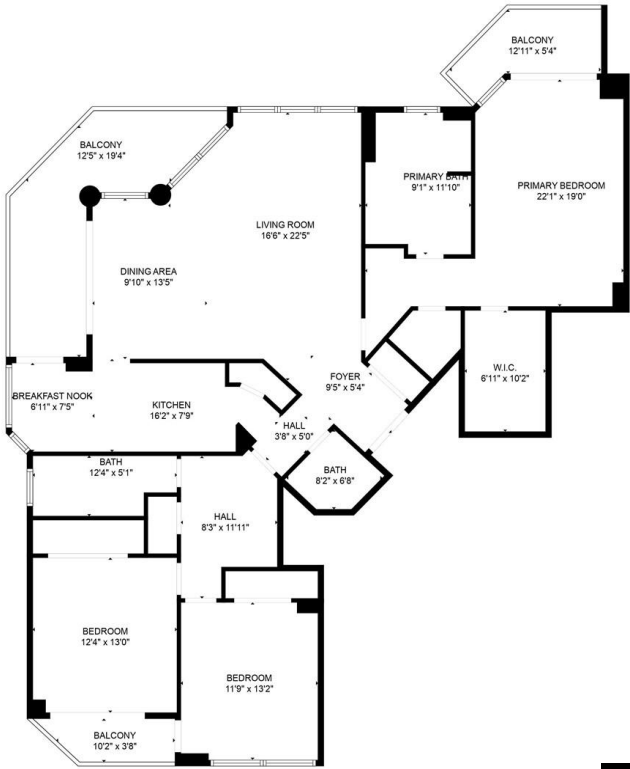 BALCONY
12'11" x 5'4"
BALCONY
12'5" x 19'4"
PRIMARY BATH
9'1" x 11'10"
PRIMARY BEDROOM
22'1" x 19'0"
LIVING ROOM
16'6" x 22'5"
DINING AREA
9'10" x 13'5"
BREAKFAST NOOK
6'11" x 7'5"
KITCHEN
16'2" x 7'9"
FOYER
9'5" x 5'4"
W.I.C.
6'11" x 10'2"
HALL
3'8" x 5'0"
BATH
12'4" x 5'1"
BATH
8'2" x 6'8"
HALL
8'3" x 11'11"
BEDROOM
12'4" x 13'0"
BEDROOM
11'9" x 13'2"
BALCONY
10'2" x 3'8"